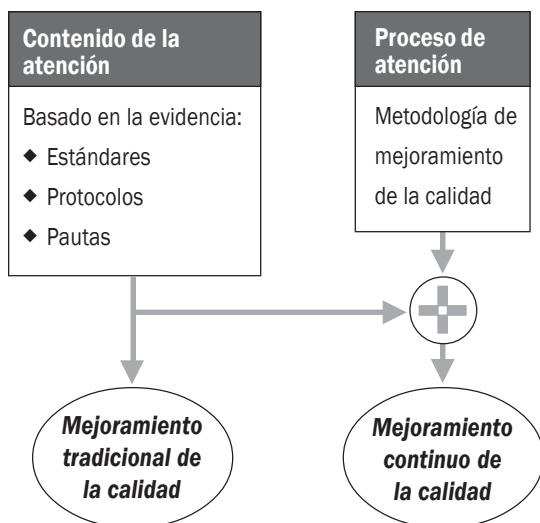 Contenido de la
atención
Basado en la evidencia:
◆ Estándares
◆ Protocolos
◆ Pautas
Proceso de
atención
Metodología de
mejoramiento
de la calidad
Mejoramiento
tradicional de
la calidad
Mejoramiento
continuo de
la calidad